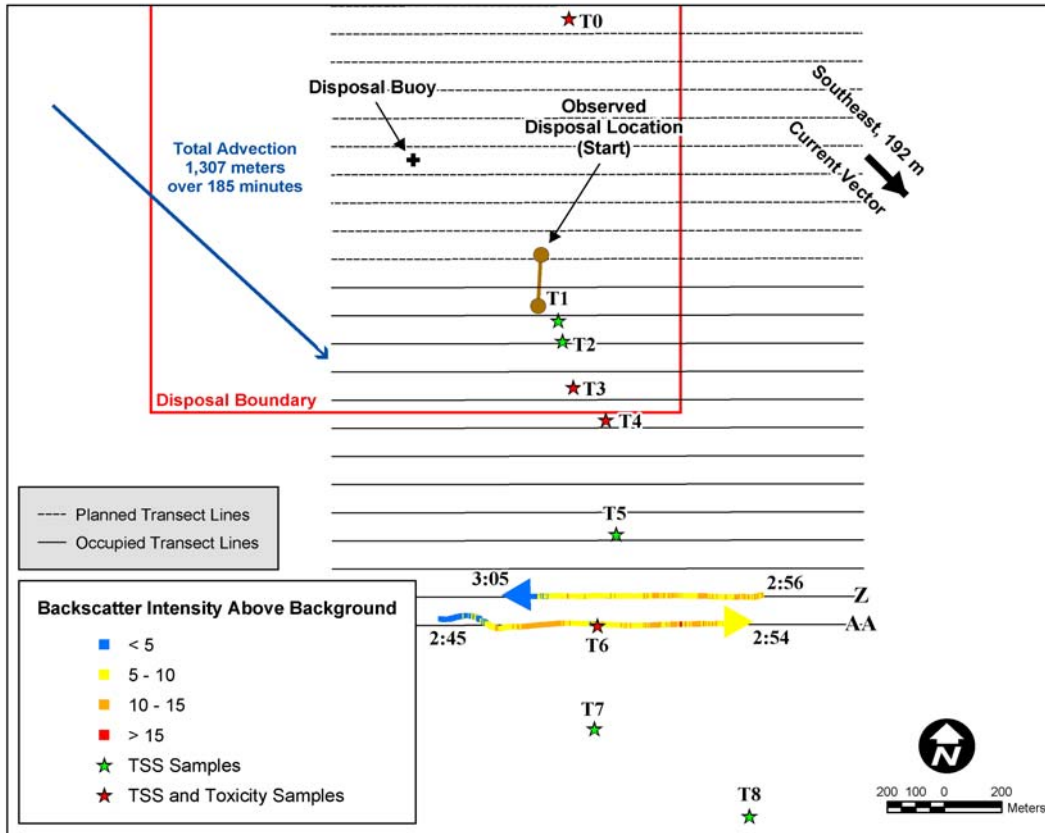 T0
Disposal Buoy
Observed
Disposal Location
(Start)
Southeast, 192 m
Current Vector
Total Advection
1,307 meters
over 185 minutes
T1
T2
T3
Disposal Boundary
T4
T5
Planned Transect Lines
Occupied Transect Lines
3:05
2:56
Z
2:45
2:54
AA
T6
Backscatter Intensity Above Background
< 5
5 - 10
10 - 15
> 15
TSS Samples
TSS and Toxicity Samples
T7
T8
N
200 100 0 200
Meters